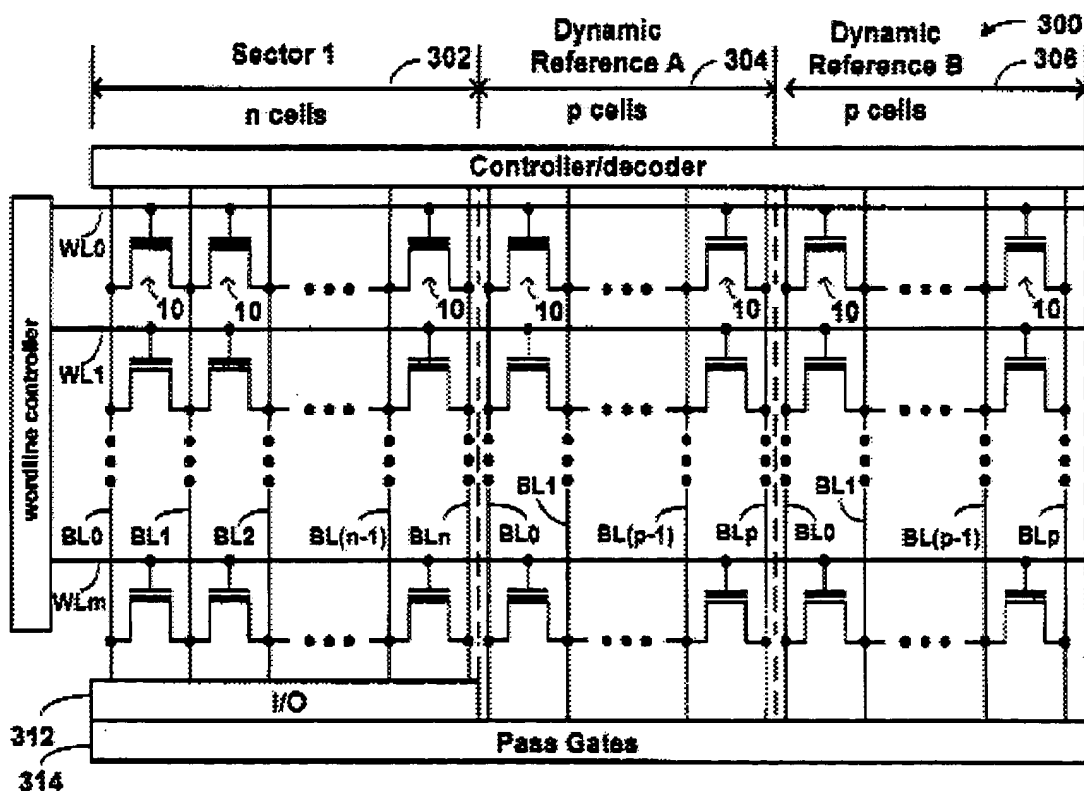 300
Sector 1
302
Dynamic
Reference A
304
Dynamic
Reference B
306
n cells
p cells
p cells
Controller/decoder
wordline controller
WL0
10
10
10
10
10
10
10
WL1
BL0
BL1
BL2
BL(n-1)
BLn
BL0
BL1
BL(p-1)
BLp
BL0
BL1
BL(p-1)
BLp
WLm
I/O
312
Pass Gates
314